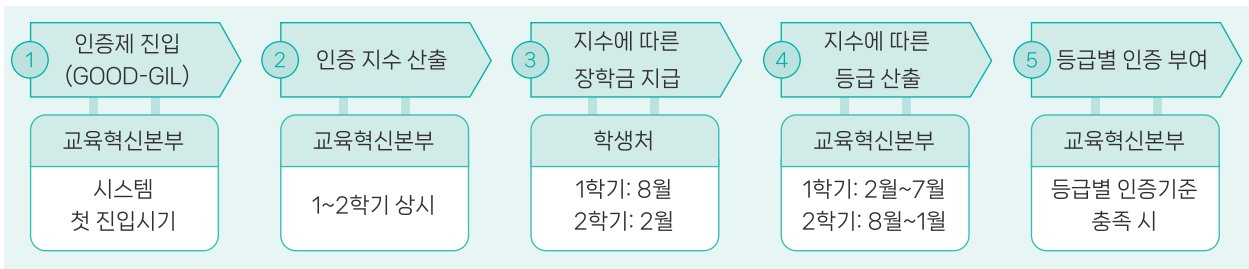 1
인증제 진입
(GOOD-GIL)
교육혁신본부
시스템
첫 진입시기
2
인증 지수 산출
교육혁신본부
1~2학기 상시
3
지수에 따른
장학금 지급
학생처
1학기: 8월
2학기: 2월
4
지수에 따른
등급 산출
교육혁신본부
1학기: 2월~7월
2학기: 8월~1월
5
등급별 인증 부여
교육혁신본부
등급별 인증기준
충족 시